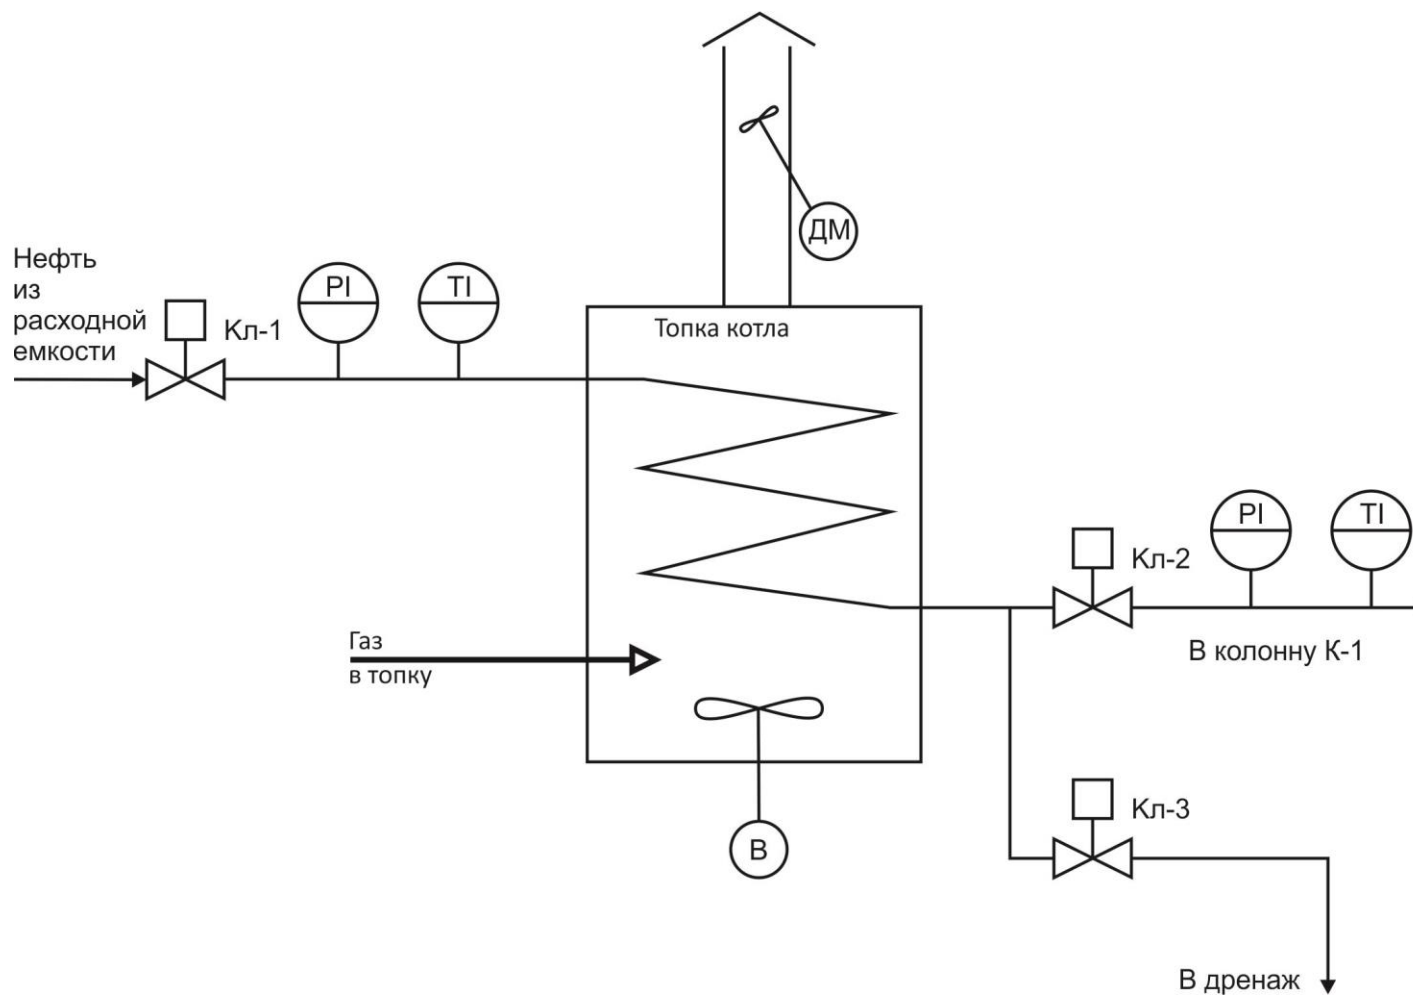 ДМ
Нефть
из
расходной
емкости
Кл-1
PI
TI
Топка котла
PI
TI
Кл-2
Газ
в топку
В колонну К-1
Кл-3
В
В дренаж